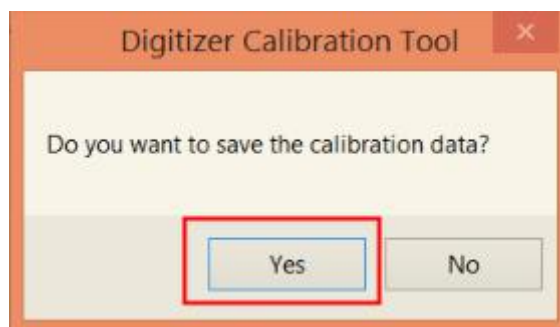 Digitizer Calibration Tool
Do you want to save the calibration data?
Yes No